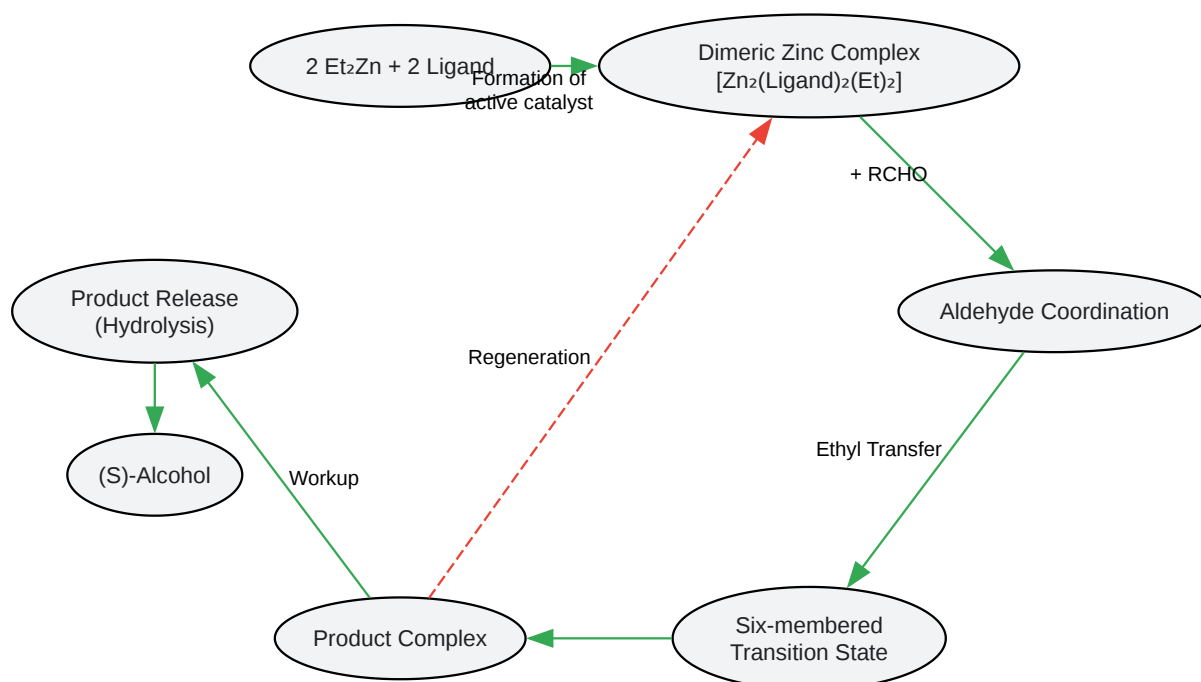 2 Et₂Zn + 2 Ligand
Formation of
active catalyst
Dimeric Zinc Complex
[Zn₂(Ligand)₂(Et)₂]
+ RCHO
Aldehyde Coordination
Product Release
(Hydrolysis)
Regeneration
Ethyl Transfer
(S)-Alcohol
Workup
Product Complex
Six-membered
Transition State